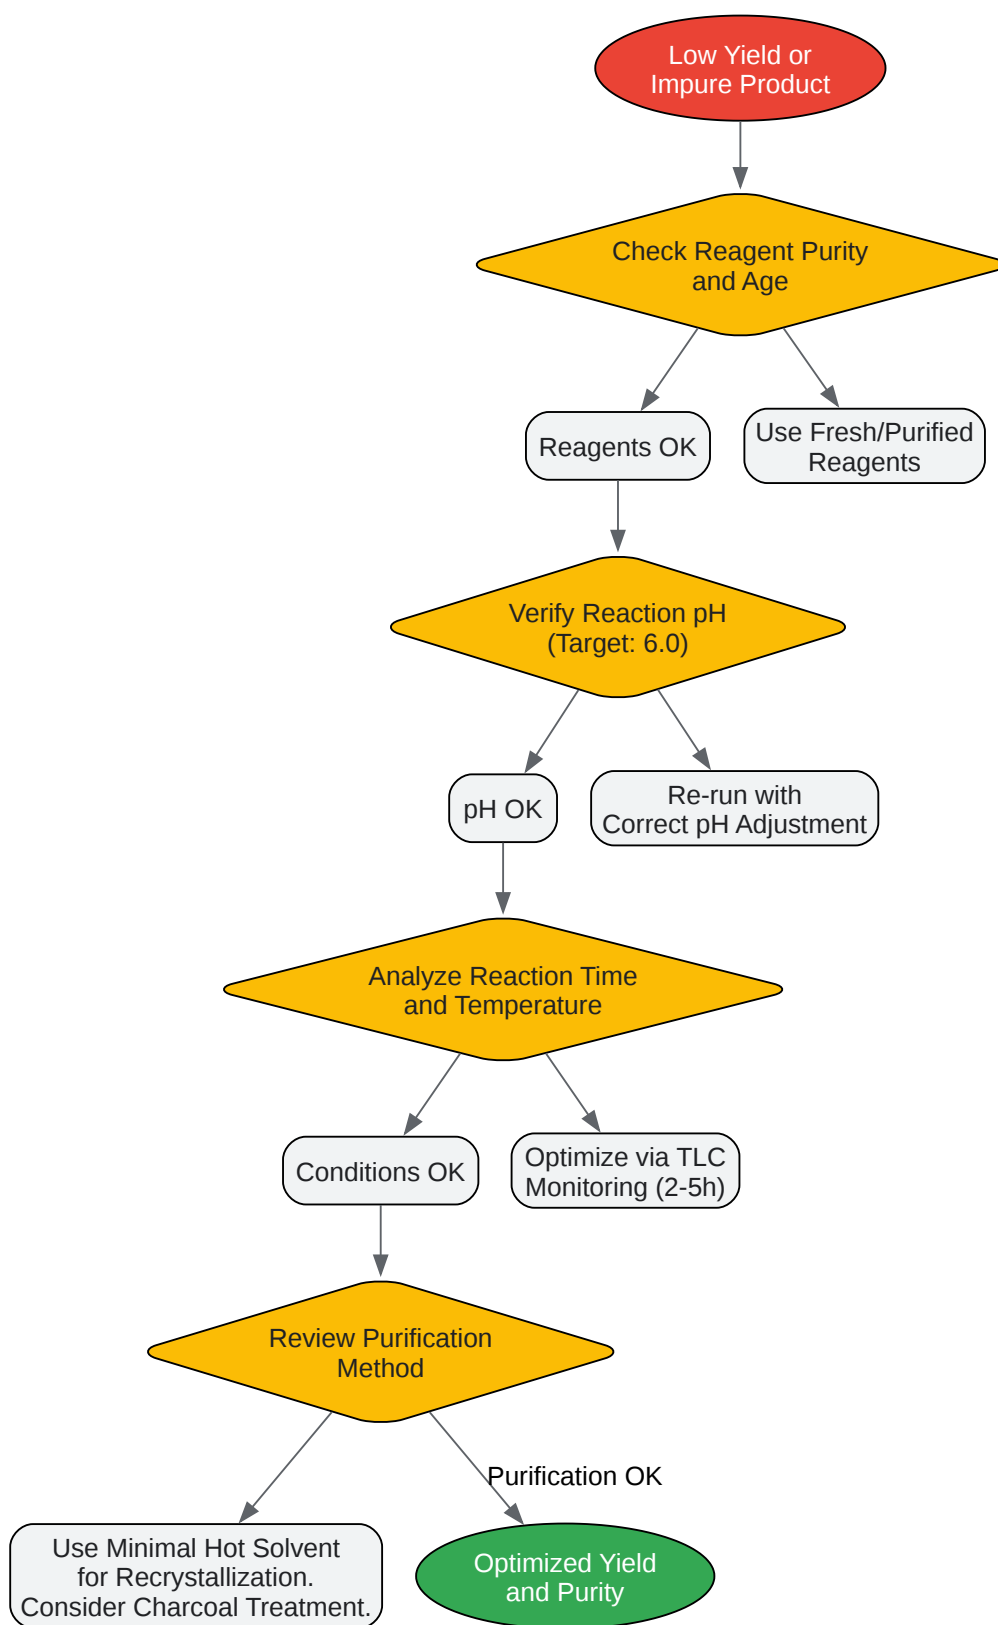 Low Yield or
Impure Product
Check Reagent Purity
and Age
Reagents OK
Use Fresh/Purified
Reagents
Verify Reaction pH
(Target: 6.0)
pH OK
Re-run with
Correct pH Adjustment
Analyze Reaction Time
and Temperature
Conditions OK
Optimize via TLC
Monitoring (2-5h)
Review Purification
Method
Purification OK
Use Minimal Hot Solvent
for Recrystallization.
Consider Charcoal Treatment.
Optimized Yield
and Purity